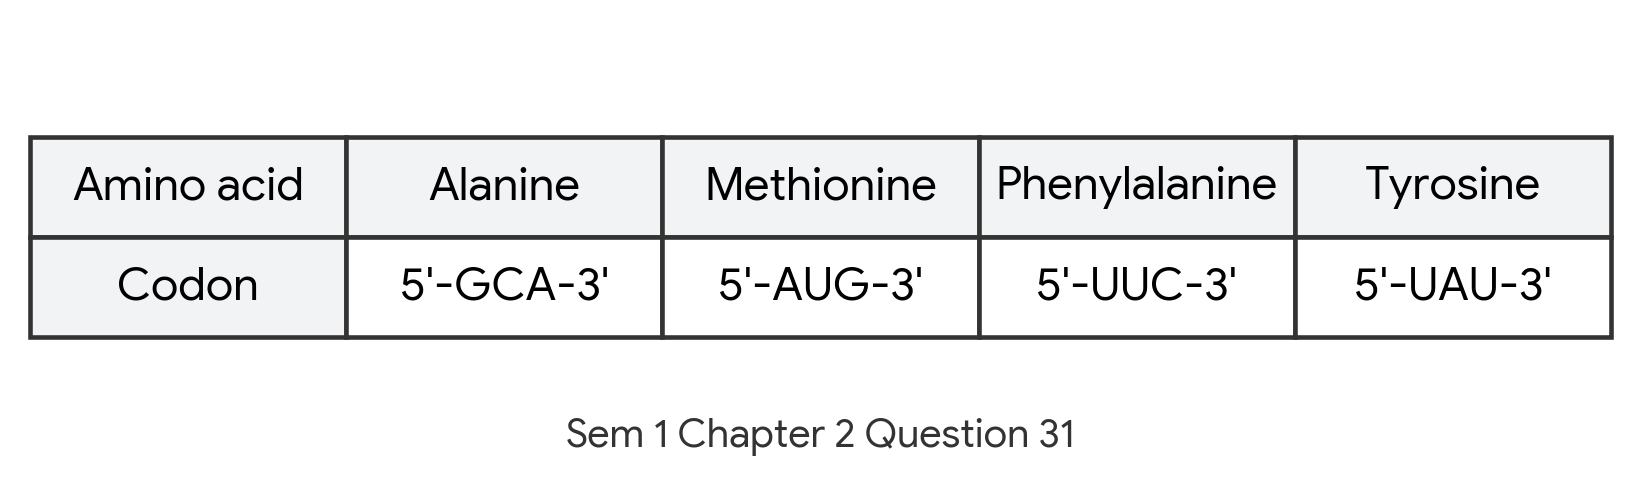 Amino acid Alanine Methionine Phenylalanine Tyrosine
Codon 5'-GCA-3' 5'-AUG-3' 5'-UUC-3' 5'-UAU-3'
Sem 1 Chapter 2 Question 31